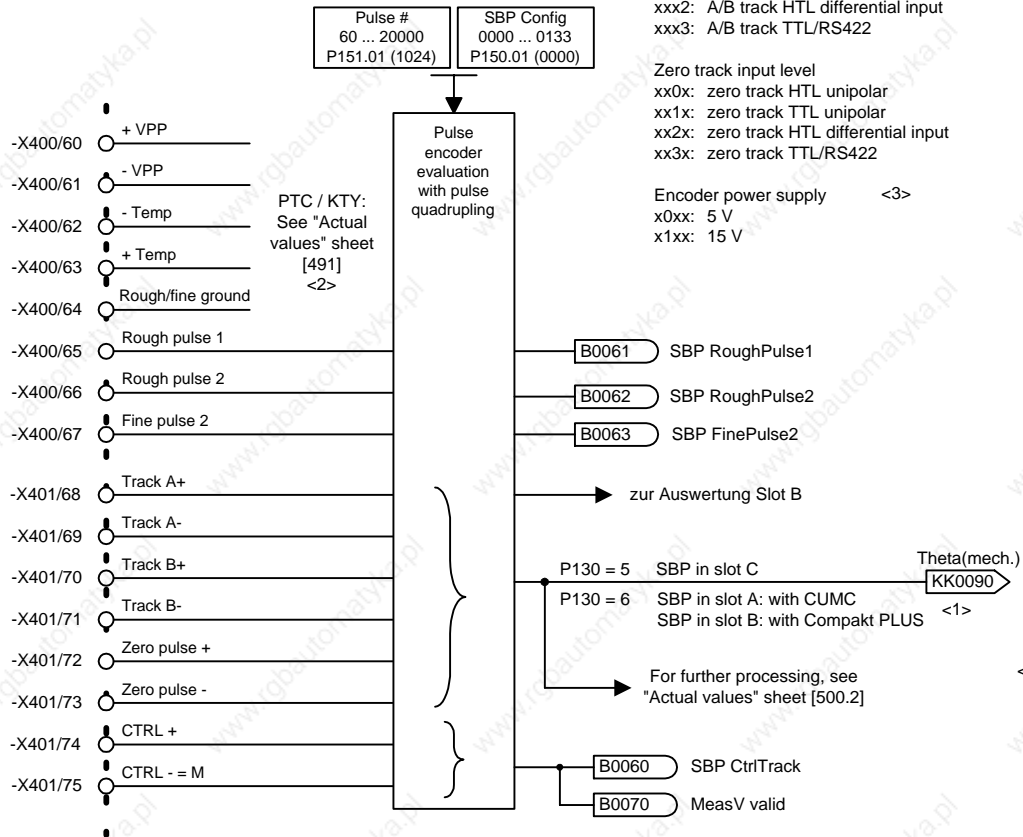 Pulse #
60 ... 20000
P151.01 (1024)
SBP Config
0000 ... 0133
P150.01 (0000)
xxx2: A/B track HTL differential input
xxx3: A/B track TTL/RS422
Zero track input level
xx0x: zero track HTL unipolar
xx1x: zero track TTL unipolar
xx2x: zero track HTL differential input
xx3x: zero track TTL/RS422
Encoder power supply <3>
x0xx: 5 V
x1xx: 15 V
Pulse
encoder
evaluation
with pulse
quadrupling
-X400/60 + VPP
-X400/61 - VPP
-X400/62 - Temp
-X400/63 + Temp
-X400/64 Rough/fine ground
-X400/65 Rough pulse 1
-X400/66 Rough pulse 2
-X400/67 Fine pulse 2
PTC / KTY:
See "Actual
values" sheet
[491]
<2>
B0061 SBP RoughPulse1
B0062 SBP RoughPulse2
B0063 SBP FinePulse2
-X401/68 Track A+
-X401/69 Track A-
-X401/70 Track B+
-X401/71 Track B-
-X401/72 Zero pulse +
-X401/73 Zero pulse -
-X401/74 CTRL +
-X401/75 CTRL - = M
zur Auswertung Slot B
Theta(mech.)
P130 = 5 SBP in slot C
KK0090
P130 = 6 SBP in slot A: with CUMC
<1>
SBP in slot B: with Compakt PLUS
For further processing, see
"Actual values" sheet [500.2]
<
B0060 SBP CtrlTrack
B0070 MeasV valid
www.rgbautomatyka.pl